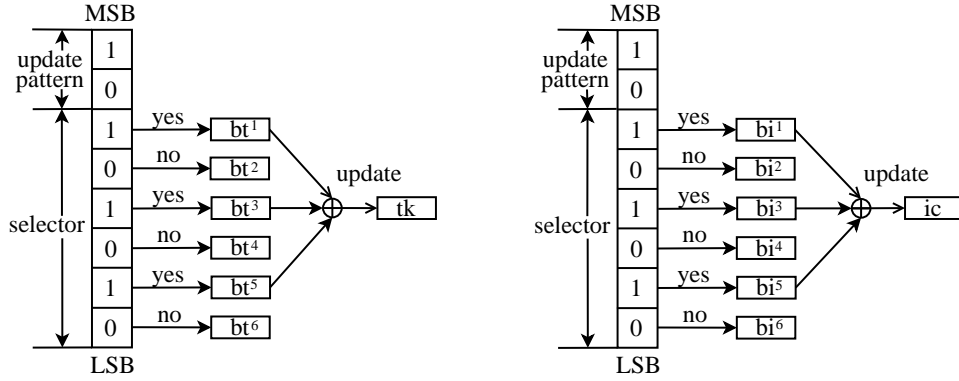 MSB
update
pattern
selector
1
0
1
0
1
0
1
0
LSB
yes
no
yes
no
yes
no
bt1
bt2
bt3
bt4
bt5
bt6
update
tk
MSB
update
pattern
selector
1
0
1
0
1
0
1
0
LSB
yes
no
yes
no
yes
no
bi1
bi2
bi3
bi4
bi5
bi6
update
ic